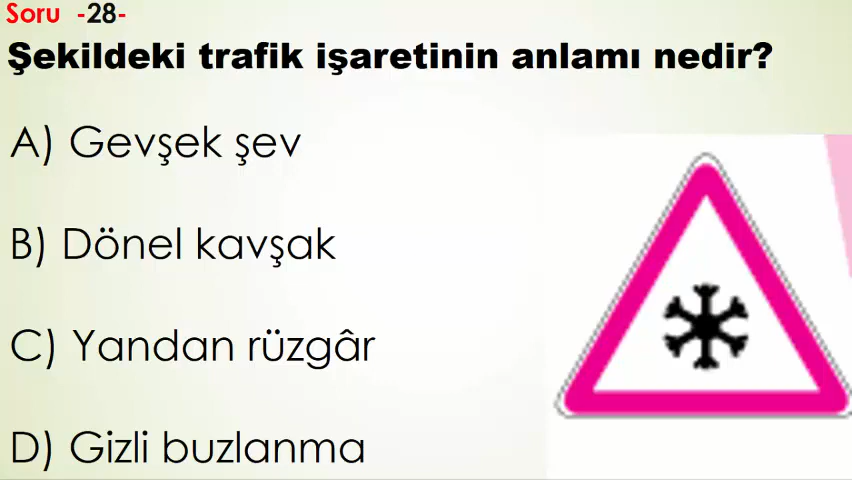 Soru -28-
Şekildeki trafik işaretinin anlamı nedir?
A) Gevşek şev
B) Dönel kavşak
C) Yandan rüzgâr
D) Gizli buzlanma